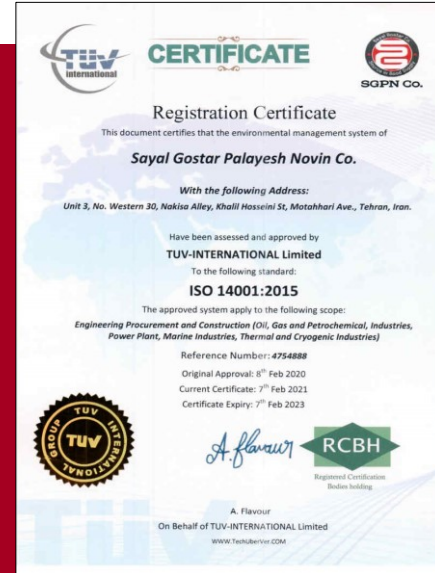 TÜV
international
CERTIFICATE
SGPN Co.
Registration Certificate
This document certifies that the environmental management system of
Sayal Gostar Palayesh Novin Co.
With the following Address:
Unit 3, No. Western 30, Nakisa Alley, Khalil Hosseini St, Motahhari Ave., Tehran, Iran.
Have been assessed and approved by
TUV-INTERNATIONAL Limited
To the following standard:
ISO 14001:2015
The approved system apply to the following scope:
Engineering Procurement and Construction (Oil, Gas and Petrochemical, Industries,
Power Plant, Marine Industries, Thermal and Cryogenic Industries)
Reference Number: 4754888
Original Approval: 8th Feb 2020
Current Certificate: 7th Feb 2021
Certificate Expiry: 7th Feb 2023
TUV INTERNATIONAL GROUP
TUV
A. Flavour
RCBH
Registered Certification
Bodies holding
A. Flavour
On Behalf of TUV-INTERNATIONAL Limited